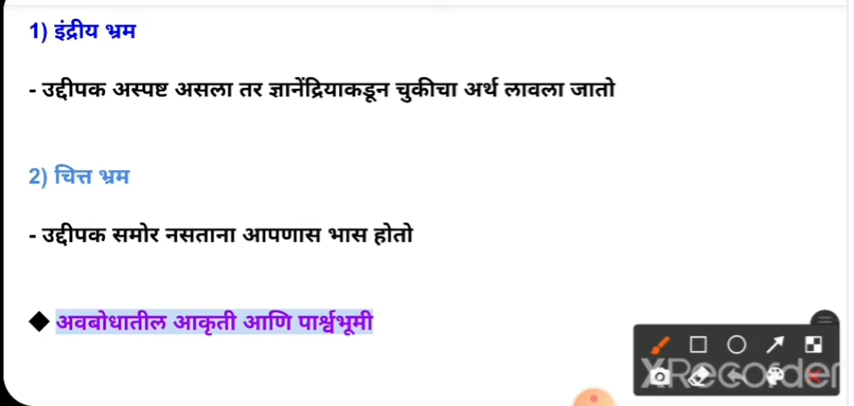 1) इंद्रीय भ्रम
- उद्दीपक अस्पष्ट असला तर ज्ञानेंद्रियाकडून चुकीचा अर्थ लावला जातो
2) चित्त भ्रम
- उद्दीपक समोर नसताना आपणास भास होतो
◆ अवबोधातील आकृती आणि पार्श्वभूमी
XRecorder